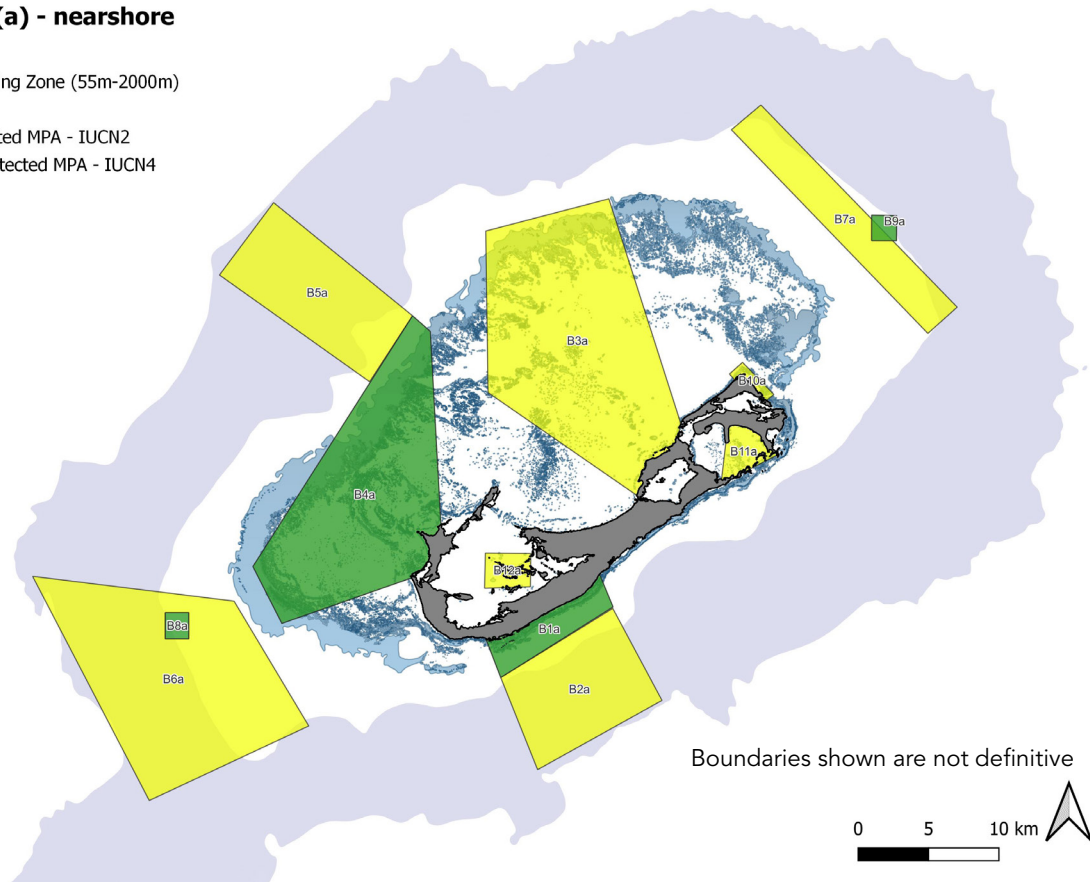 (a) - nearshore
ng Zone (55m-2000m)
ted MPA - IUCN2
tected MPA - IUCN4
B7a
B9a
B5a
B3a
B10a
B11a
B4a
B12a
B8a
B1a
B6a
B2a
Boundaries shown are not definitive
0 5 10 km